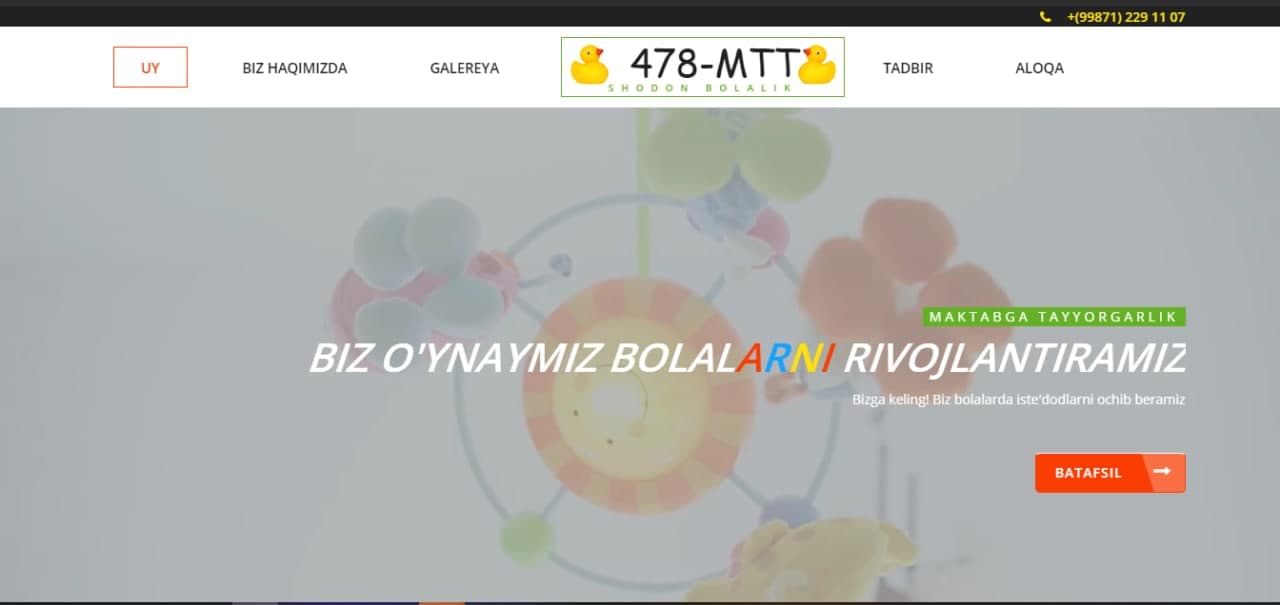 +(99871) 229 11 07
UY BIZ HAQIMIZDA GALEREYA 478-MTT TADBIR ALOQA
SHODON BOLALIK
MAKTABGA TAYYORGARLIK
BIZ O'YNAYMIZ BOLALARNI RIVOJLANTIRAMIZ
Bizga keling! Biz bolalarda iste'dodlarni ochib beramiz
BATAFSIL